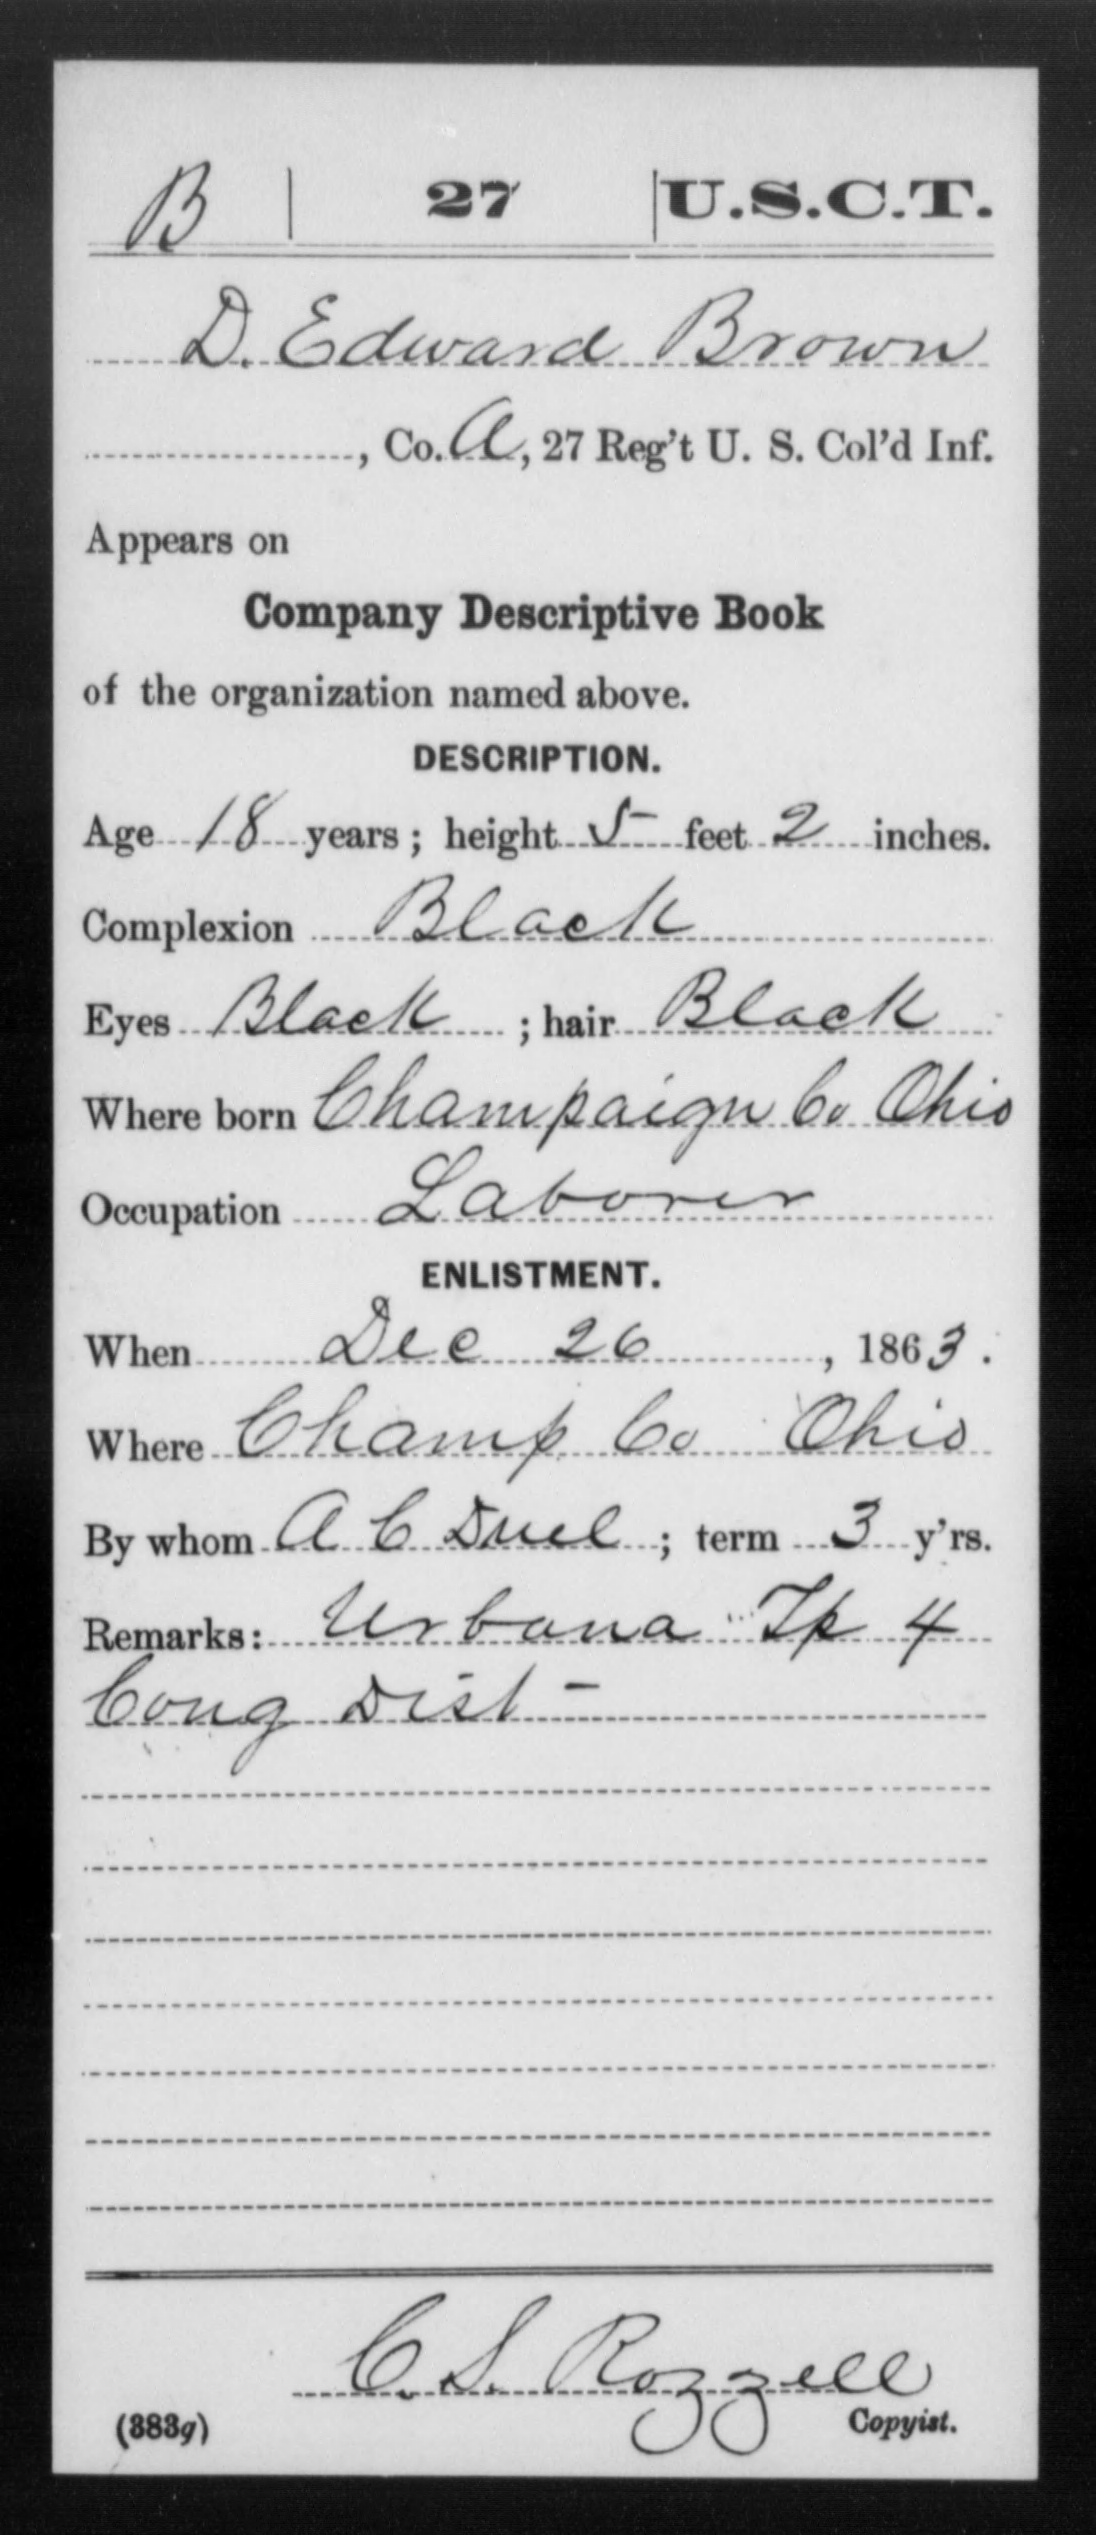 B | 27 | U.S.C.T.
D. Edward Brown
, Co. A, 27 Reg't U. S. Col'd Inf.
Appears on
Company Descriptive Book
of the organization named above.
DESCRIPTION.
Age 18 years; height 5 feet 2 inches.
Complexion Black
Eyes Black ; hair Black
Where born Champaign Co Ohio
Occupation Laborer
ENLISTMENT.
When Dec 26, 1863.
Where Champ Co Ohio
By whom A C Duel ; term 3 y'rs.
Remarks: Urbana Tp 4
Cong Dist -
C. S. Rozzell
(383g) Copyist.